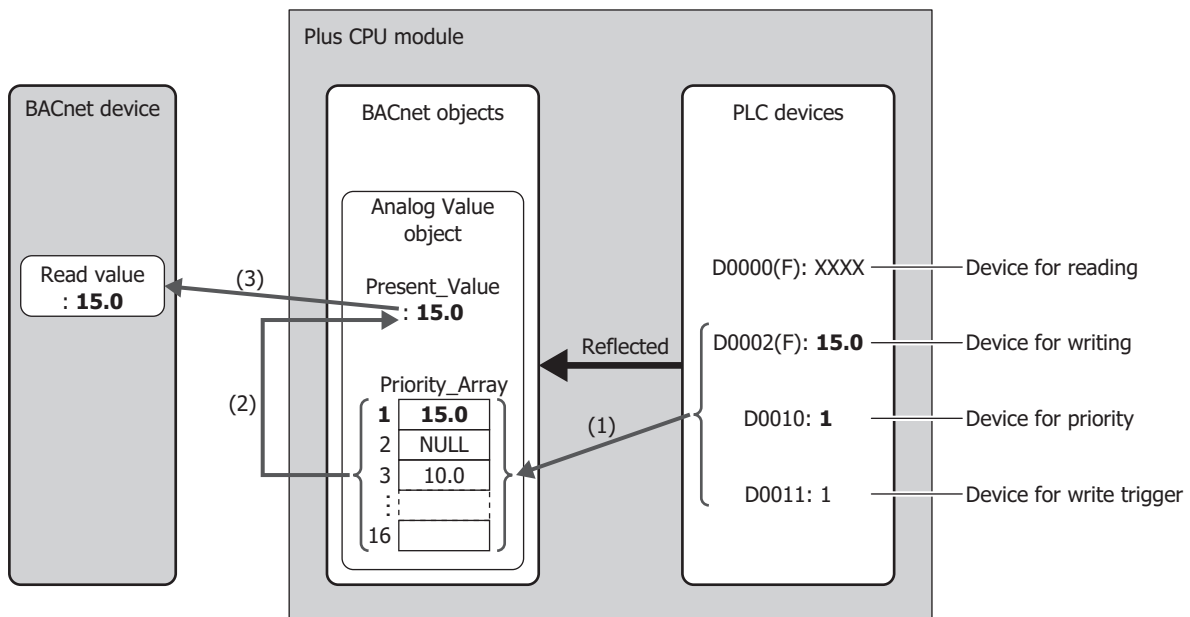 Plus CPU module
BACnet device
BACnet objects
PLC devices
Analog Value
object
Read value
: 15.0
(3)
Present_Value
: 15.0
D0000(F): XXXX
Device for reading
Reflected
D0002(F): 15.0
Device for writing
(2)
Priority_Array
1 15.0
2 NULL
3 10.0
:
16
(1)
D0010: 1
Device for priority
D0011: 1
Device for write trigger